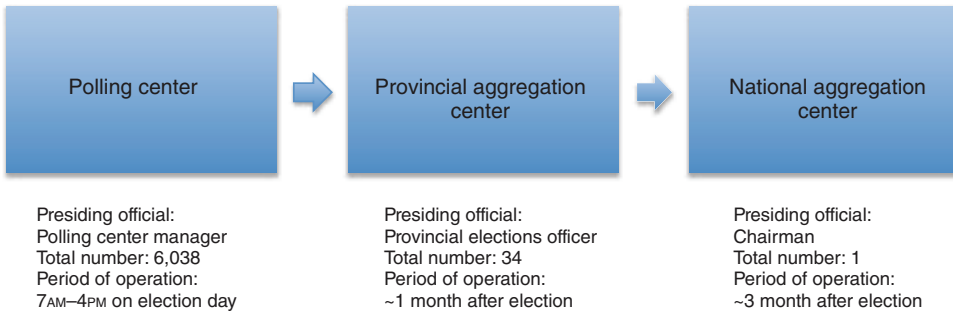 Polling center
Provincial aggregation
center
National aggregation
center
Presiding official:
Polling center manager
Total number: 6,038
Period of operation:
7AM–4PM on election day
Presiding official:
Provincial elections officer
Total number: 34
Period of operation:
~1 month after election
Presiding official:
Chairman
Total number: 1
Period of operation:
~3 month after election